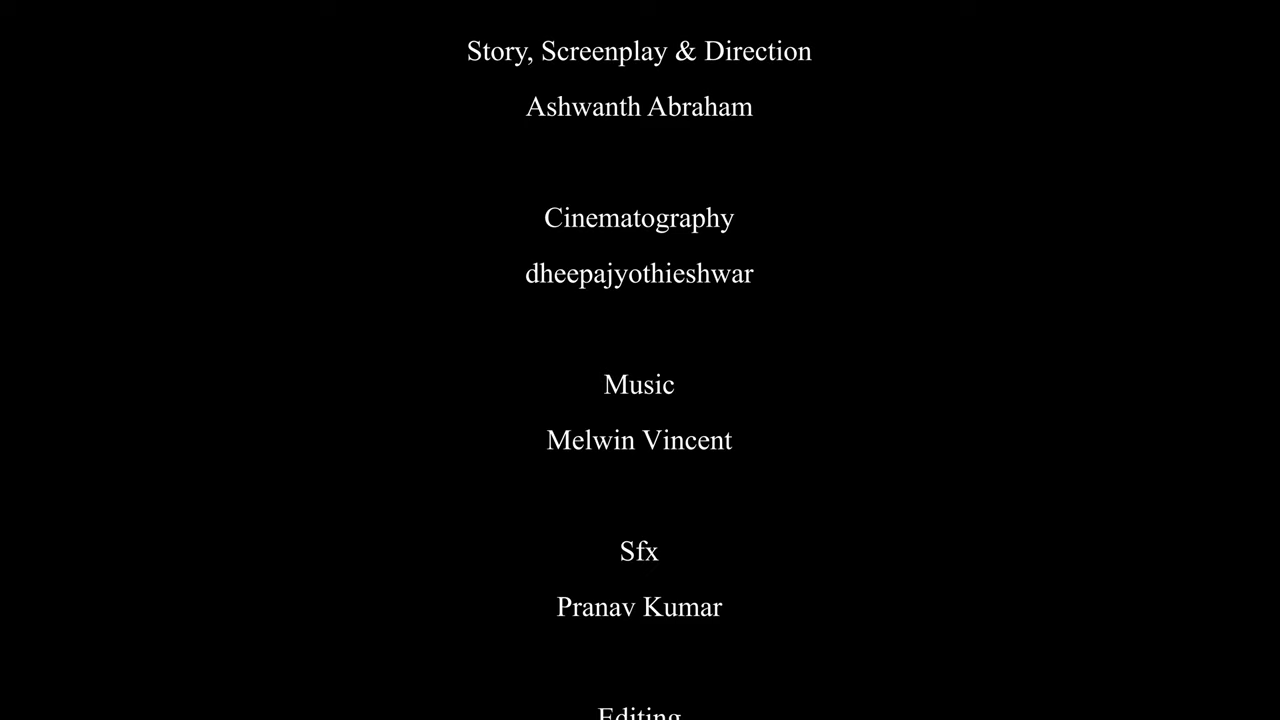 Story, Screenplay & Direction
Ashwanth Abraham
Cinematography
dheepajyothieshwar
Music
Melwin Vincent
Sfx
Pranav Kumar
Editing